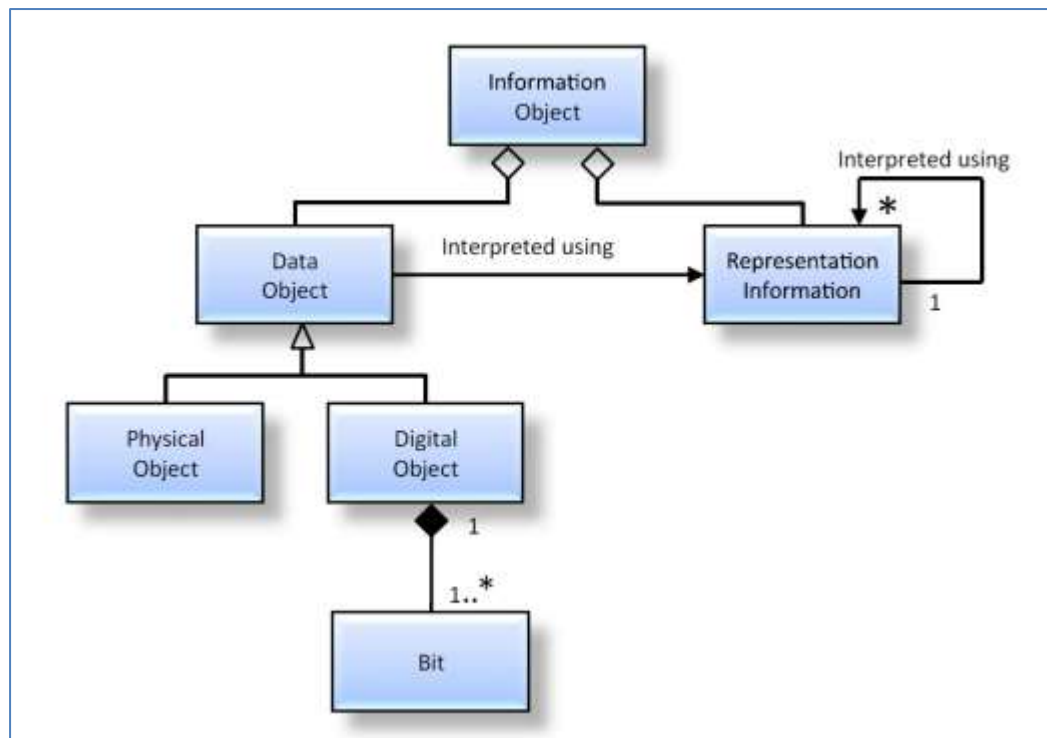 Information
Object
Interpreted using
*
Data
Object
Interpreted using
Representation
Information
1
Physical
Object
Digital
Object
1
1..*
Bit